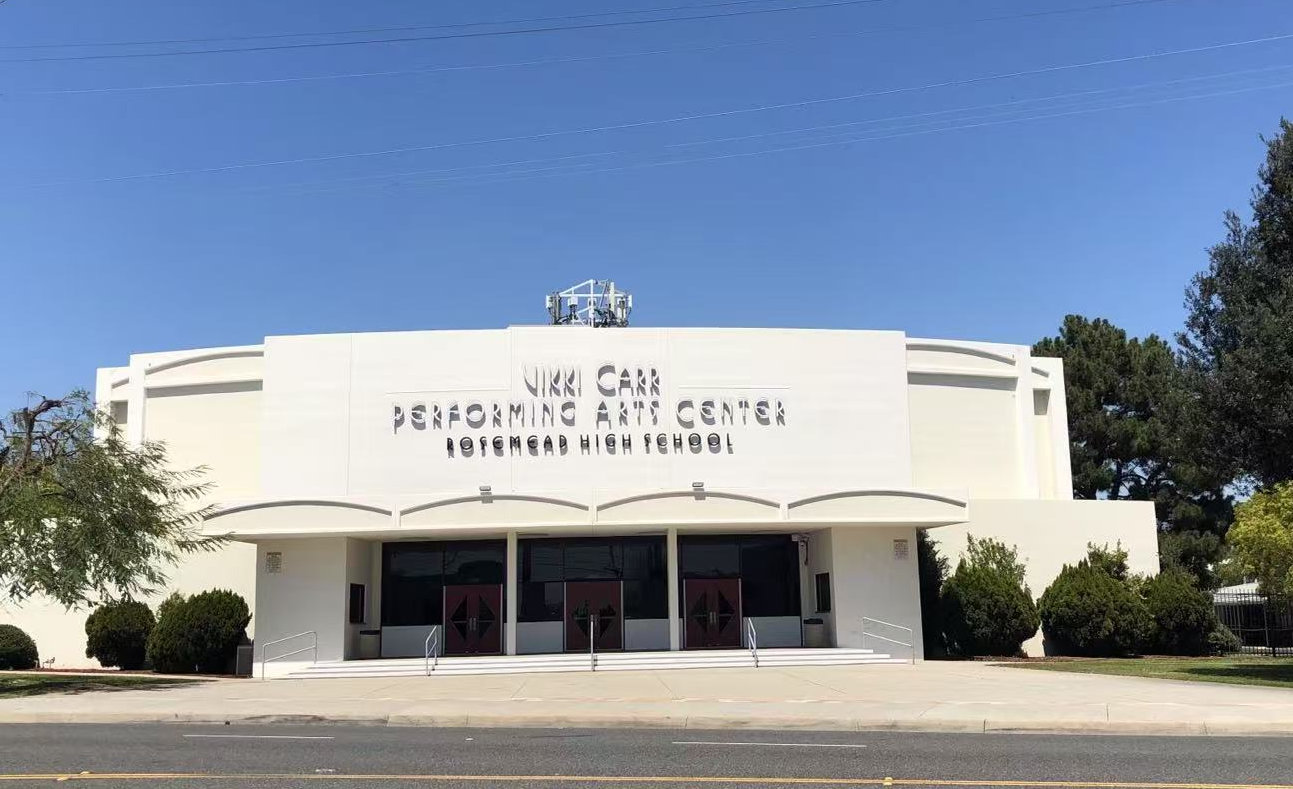 VIKKI CARR
PERFORMING ARTS CENTER
ROSEMEAD HIGH SCHOOL